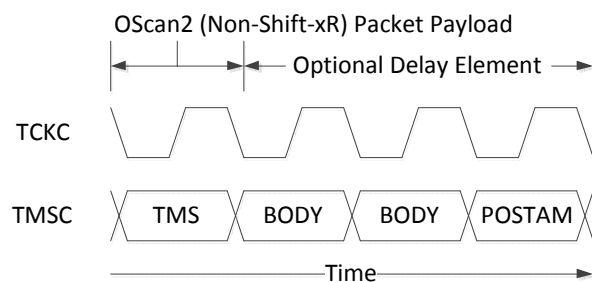 OScan2 (Non-Shift-xR) Packet Payload
Optional Delay Element
TCKC
TMSC
TMS
BODY
BODY
POSTAM
Time